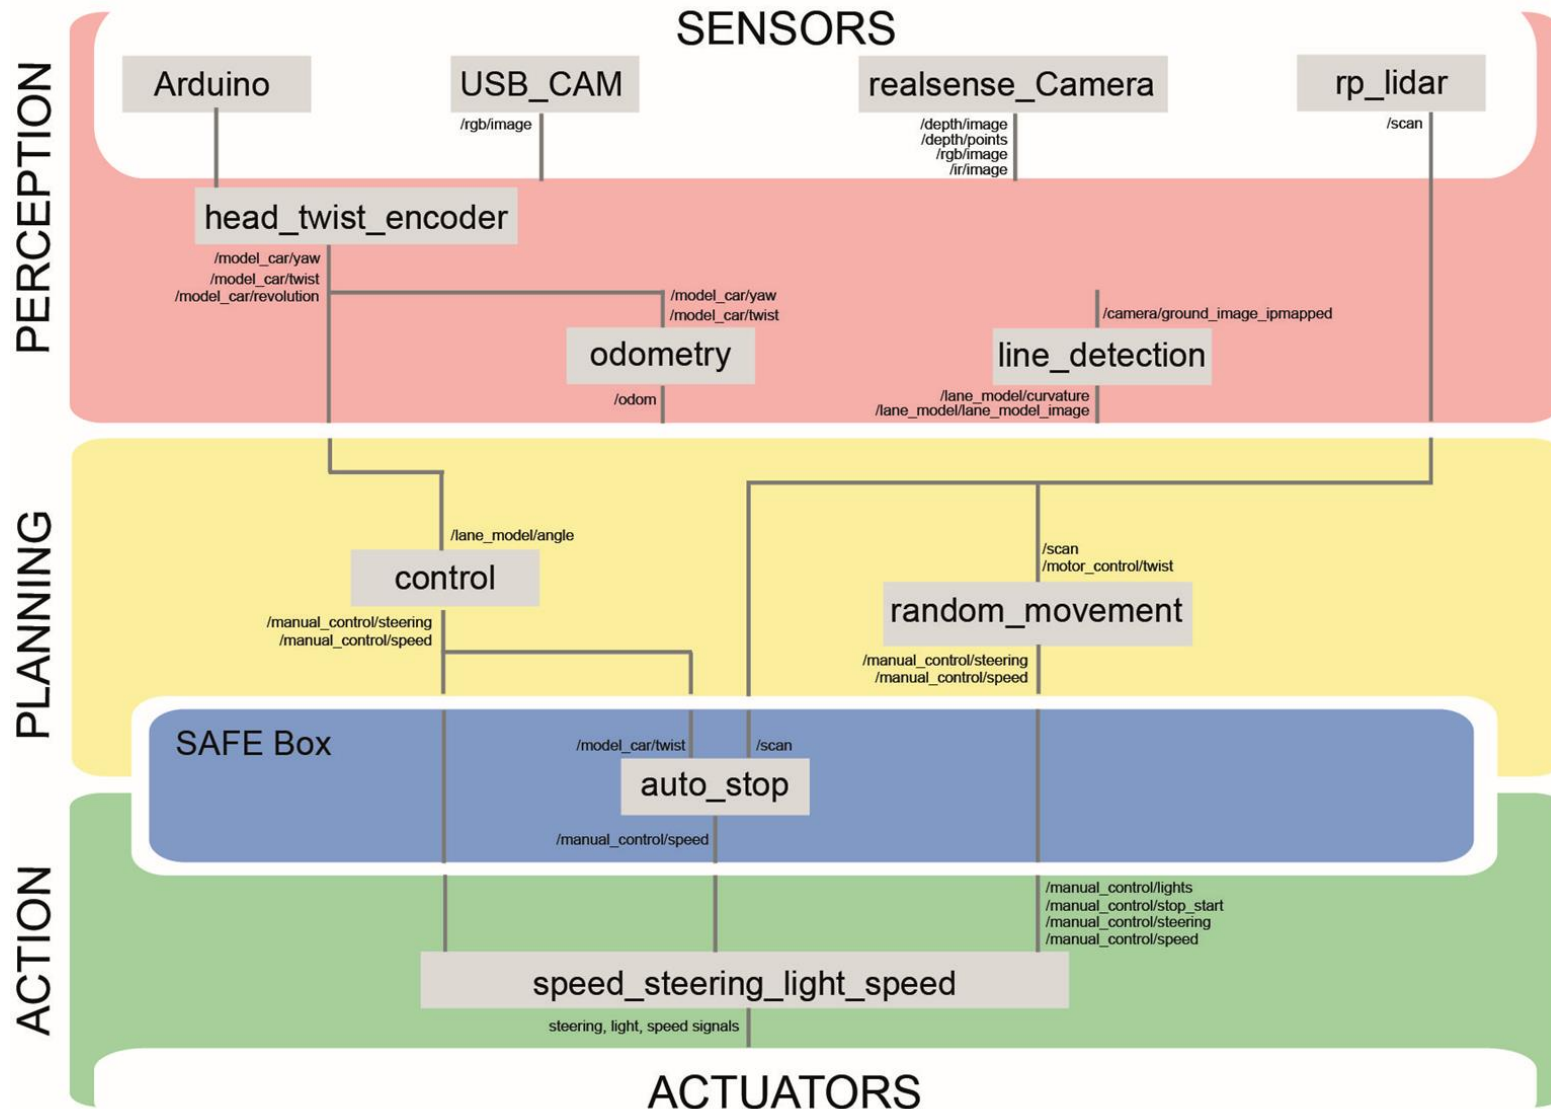 SENSORS
PERCEPTION
Arduino
USB_CAM
realsense_Camera
rp_lidar
/rgb/image
/depth/image
/depth/points
/rgb/image
/ir/image
/scan
head_twist_encoder
/model_car/yaw
/model_car/twist
/model_car/revolution
/model_car/yaw
/model_car/twist
/camera/ground_image_ipmapped
odometry
line_detection
/odom
/lane_model/curvature
/lane_model/lane_model_image
PLANNING
/lane_model/angle
control
/scan
/motor_control/twist
random_movement
/manual_control/steering
/manual_control/speed
/manual_control/steering
/manual_control/speed
SAFE Box
/model_car/twist
/scan
auto_stop
/manual_control/speed
ACTION
/manual_control/lights
/manual_control/stop_start
/manual_control/steering
/manual_control/speed
speed_steering_light_speed
steering, light, speed signals
ACTUATORS